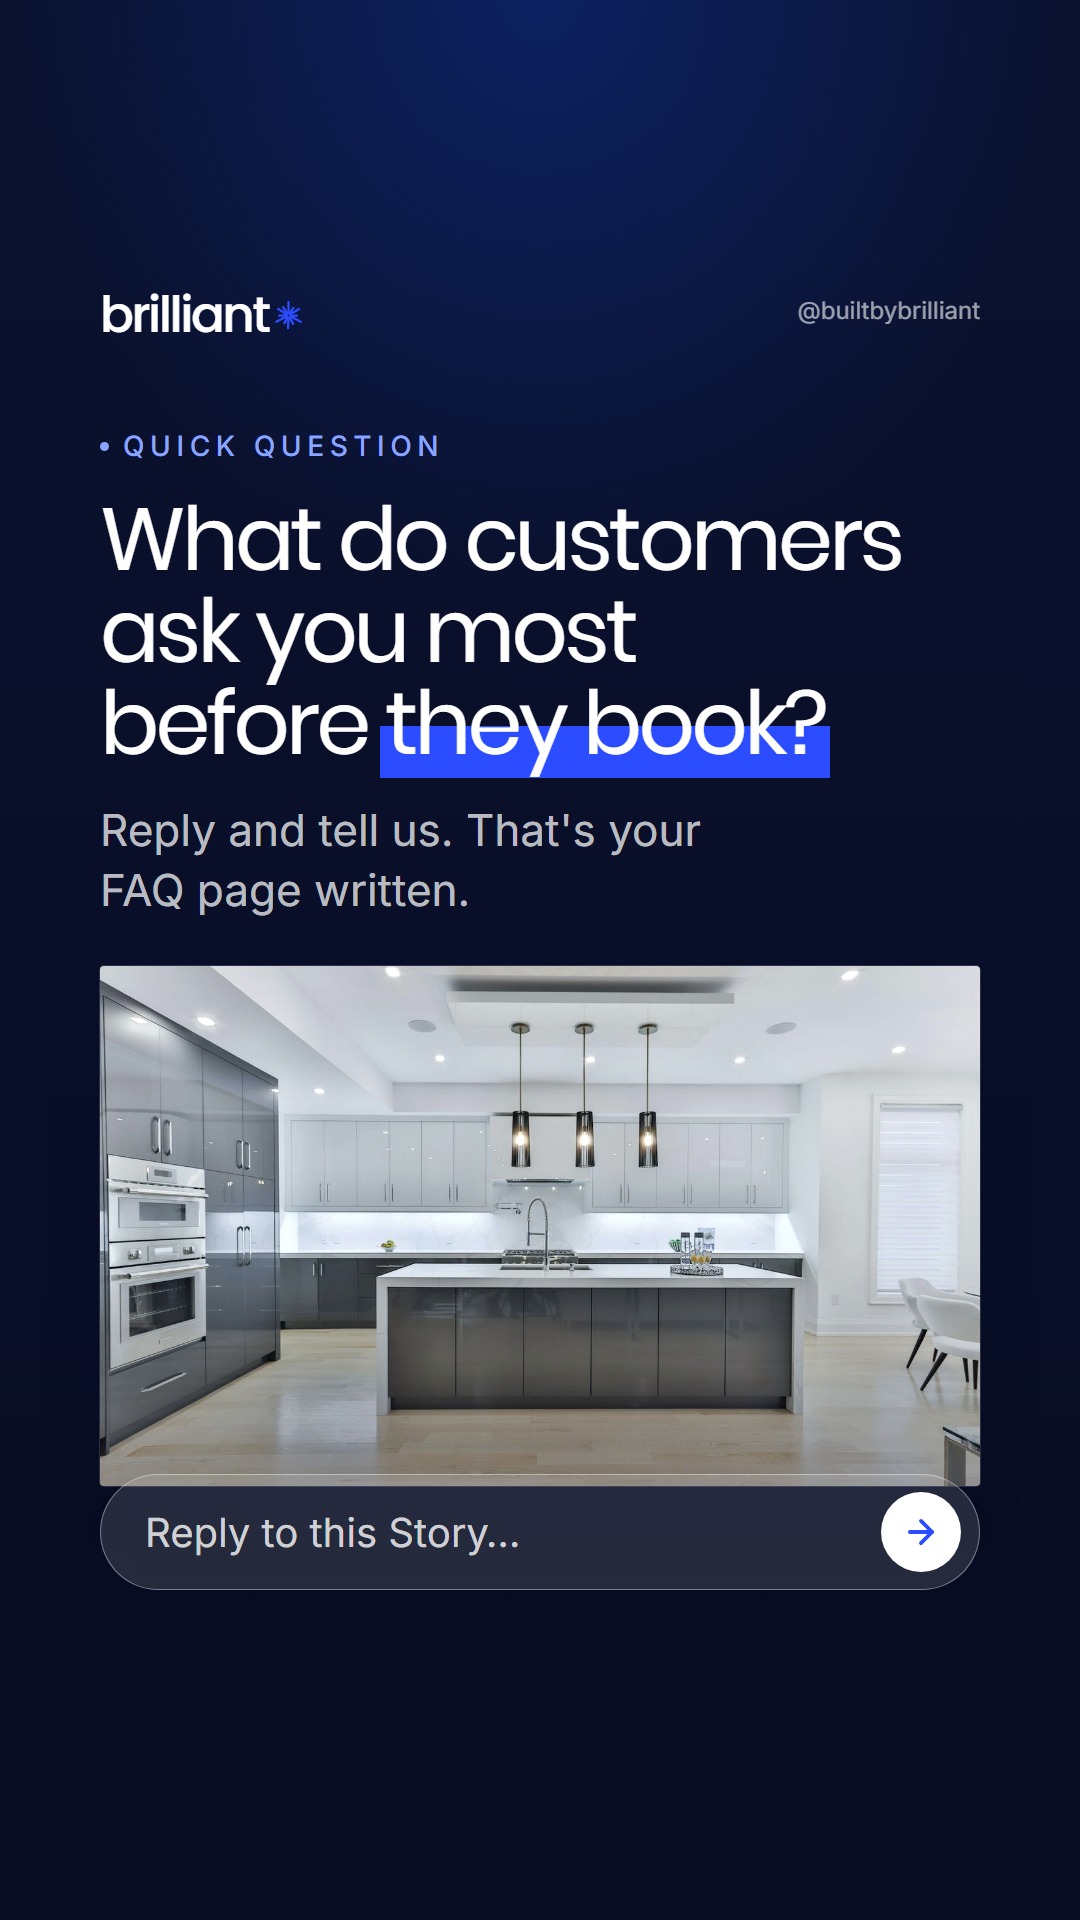 brilliant
@builtbybrilliant
QUICK QUESTION
What do customers
ask you most
before they book?
Reply and tell us. That's your
FAQ page written.
Reply to this Story...